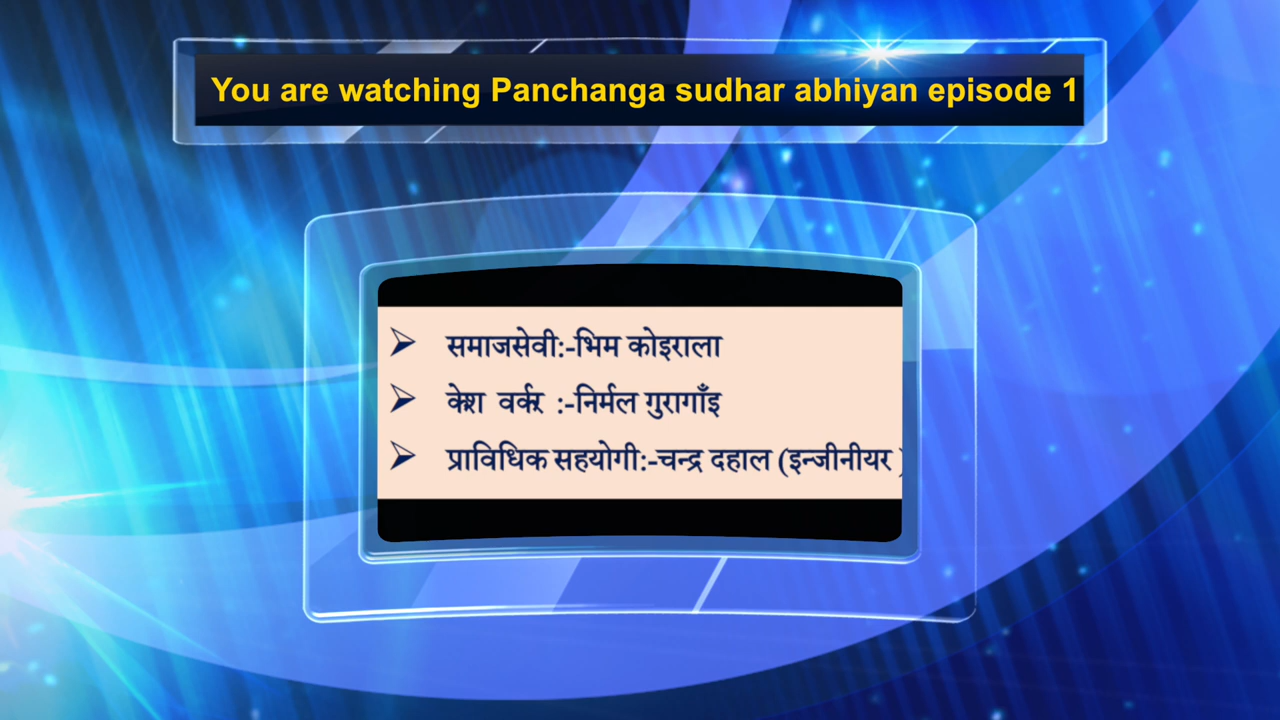 You are watching Panchanga sudhar abhiyan episode 1
➢ समाजसेवी:-भिम कोइराला
➢ केश वर्कर :-निर्मल गुरागाँइ
➢ प्राविधिक सहयोगी:-चन्द्र दहाल (इन्जीनीयर )